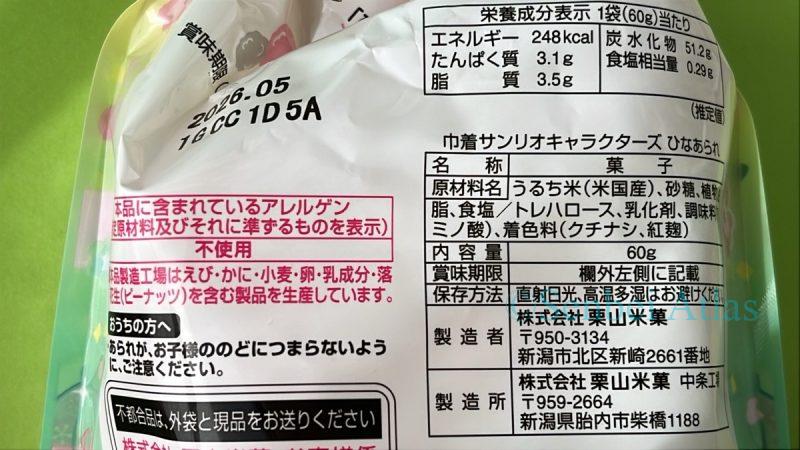 賞味期限
2026.05
1G CC 1D 5A
栄養成分表示 1袋(60g)当たり
エネルギー 248kcal
たんぱく質 3.1g
脂質 3.5g
炭水化物 51.2g
食塩相当量 0.29g
(推定値)
巾着サンリオキャラクターズ ひなあられ
名称 菓子
原材料名 うるち米(米国産)、砂糖、植物
脂、食塩/トレハロース、乳化剤、調味料
ミノ酸)、着色料(クチナシ、紅麹)
内容量 60g
賞味期限 欄外左側に記載
保存方法 直射日光、高温多湿はお避けくださ
製造者 株式会社 栗山米菓
〒950-3134
新潟市北区新崎2661番地
製造所 株式会社 栗山米菓 中条工場
〒959-2664
新潟県胎内市柴橋1188
本品に含まれているアレルゲン
定原材料及びそれに準ずるものを表示)
不使用
本品製造工場はえび・かに・小麦・卵・乳成分・落
花生(ピーナッツ)を含む製品を生産しています。
おうちの方へ
あられが、お子様ののどにつまらないよう
に、ご注意ください。
不都合品は、外袋と現品をお送りください
株式会社
Atlas